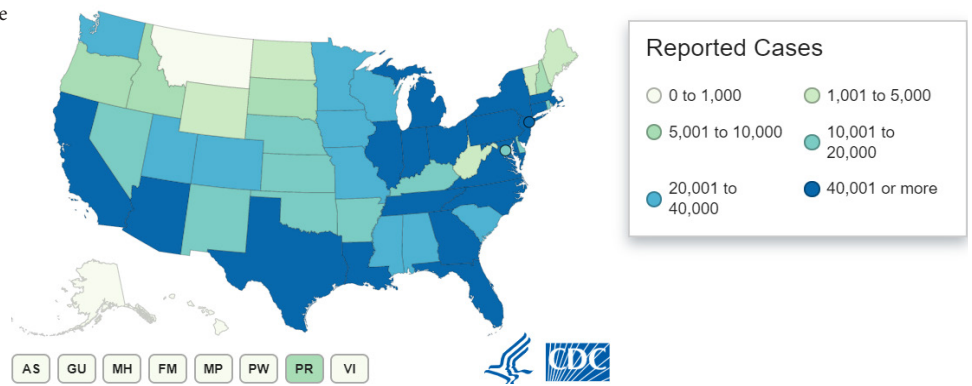 e
Reported Cases
0 to 1,000
1,001 to 5,000
5,001 to 10,000
10,001 to
20,000
20,001 to
40,000
40,001 or more
AS GU MH FM MP PW PR VI
CDC